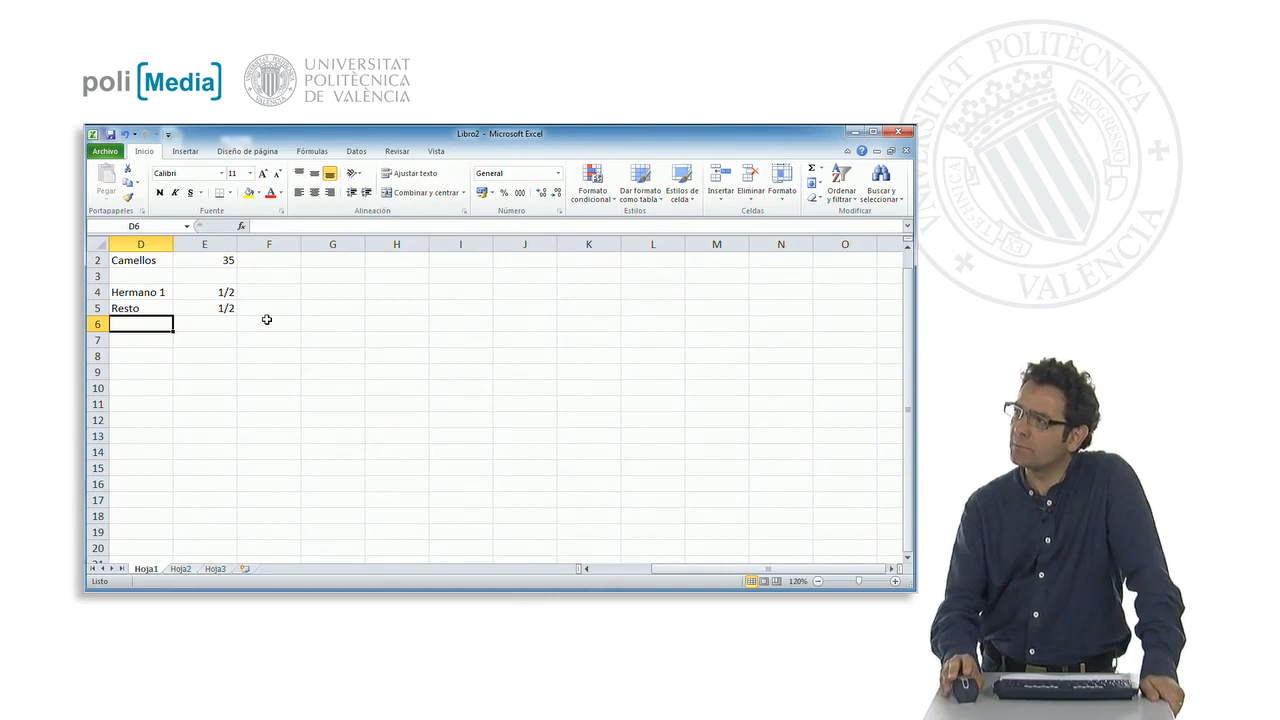 poli[Media]
UNIVERSITAT
POLITÈCNICA
DE VALÈNCIA
UNIVERSITAT POLITÈCNICA DE VALÈNCIA
Libro2 - Microsoft Excel
Archivo Inicio Insertar Diseño de página Fórmulas Datos Revisar Vista
Pegar
Calibri 11 A A
N K S A
Ajustar texto
Combinar y centrar
General
% 000
Formato condicional
Dar formato como tabla
Estilos de celda
Insertar Eliminar Formato
Σ
Ordenar y filtrar
Buscar y seleccionar
Portapapeles Fuente Alineación Número Estilos Celdas Modificar
D6 fx
D E F G H I J K L M N O
2 Camellos 35
3
4 Hermano 1 1/2
5 Resto 1/2
6
7
8
9
10
11
12
13
14
15
16
17
18
19
20
Hoja1 Hoja2 Hoja3
Listo 120%